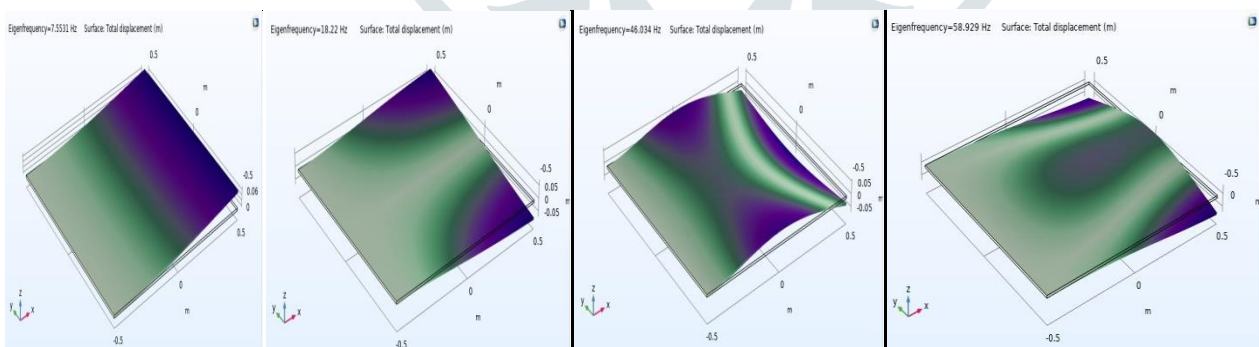 Eigenfrequency=7.5531 Hz Surface: Total displacement (m)
0.5
m
0
-0.5
0.06
0
0.5
0
m
-0.5
y z x
Eigenfrequency=18.22 Hz Surface: Total displacement (m)
0.5
m
0
-0.5
0.05
0
-0.05
m
0.5
0
m
-0.5
y z x
Eigenfrequency=46.034 Hz Surface: Total displacement (m)
0.5
m
0
-0.5
0.05
0
-0.05
m
0.5
0
m
-0.5
y z x
Eigenfrequency=58.929 Hz Surface: Total displacement (m)
0.5
m
0
-0.5
0.05
0
-0.05
m
0.5
0
m
-0.5
y z x